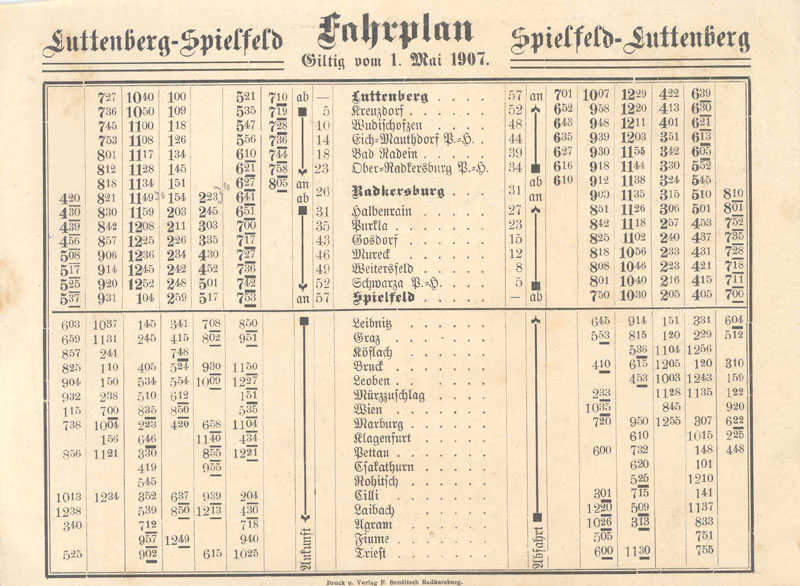 Luttenberg-Spielfeld
Fahrplan
Giltig vom 1. Mai 1907.
Spielfeld-Luttenberg
727 1040 100 521 710 ab — Luttenberg . . . . 57 an 701 1007 1229 422 639
736 1050 109 535 719 5 Kreuzdorf . . . . 52 652 958 1220 413 630
745 1100 118 547 728 10 Wudischofzen . . . . 48 643 948 1211 401 621
753 1108 126 556 736 14 Eich-Mauthdorf P.-H. . . 44 635 939 1203 351 613
801 1117 134 610 744 18 Bad Radein . . . . 39 627 930 1155 342 605
812 1128 145 621 758 23 Ober-Radkersburg P.-H. 34 616 918 1144 330 552
818 1134 151 627 805 an 26 Radkersburg . . . 31 ab 610 912 1138 324 545
420 821 1149 154 223 641 ab an 900 1135 315 510 810
430 830 1159 203 245 651 31 Halbenrain . . . . 27 851 1126 306 501 801
439 842 1208 211 303 700 35 Purkla . . . . 23 842 1118 257 453 752
456 857 1225 226 335 717 43 Gosdorf . . . . 15 825 1102 240 437 735
508 906 1236 234 430 727 46 Mureck . . . . 12 818 1056 233 431 728
517 914 1245 242 452 736 49 Weitersfeld . . . . 8 808 1046 223 421 718
525 920 1252 248 501 742 52 Schwarza P.-H. . . . 5 801 1040 216 415 711
537 931 104 259 517 753 an 57 Spielfeld . . . . — ab 750 1030 205 405 700
603 1037 145 341 708 850 Leibnitz . . . . 645 914 151 331 604
659 1131 245 415 802 951 Graz . . . . 553 815 120 229 512
857 241 748 Köflach . . . . 536 1104 1256
825 110 405 524 930 1150 Bruck . . . . 410 615 1205 120 310
904 150 534 554 1009 1227 Leoben . . . . 453 1003 1243 159
932 238 510 612 151 Mürzzuschlag . . . . 233 1128 1135 112
115 700 835 850 535 Wien . . . . 1035 845 920
738 1004 223 420 658 1104 Marburg . . . . 720 950 1255 307 622
156 646 1140 434 Klagenfurt . . . . 610 1015 225
856 1121 330 855 1221 Pettau . . . . 600 732 148 448
419 955 Csakathurn . . . . 620 101
545 Rohitsch . . . . 525 1210
1013 1234 352 637 939 204 Cilli . . . . 301 715 141
1238 539 850 1213 430 Laibach . . . . 1220 509 1137
340 712 718 Agram . . . . 1026 313 833
957 1249 940 Fiume . . . . 505 751
525 902 615 1025 Triest . . . . 600 1130 755
Ankunft
Abfahrt
Druck u. Verlag F. Semlitsch Radkersburg.